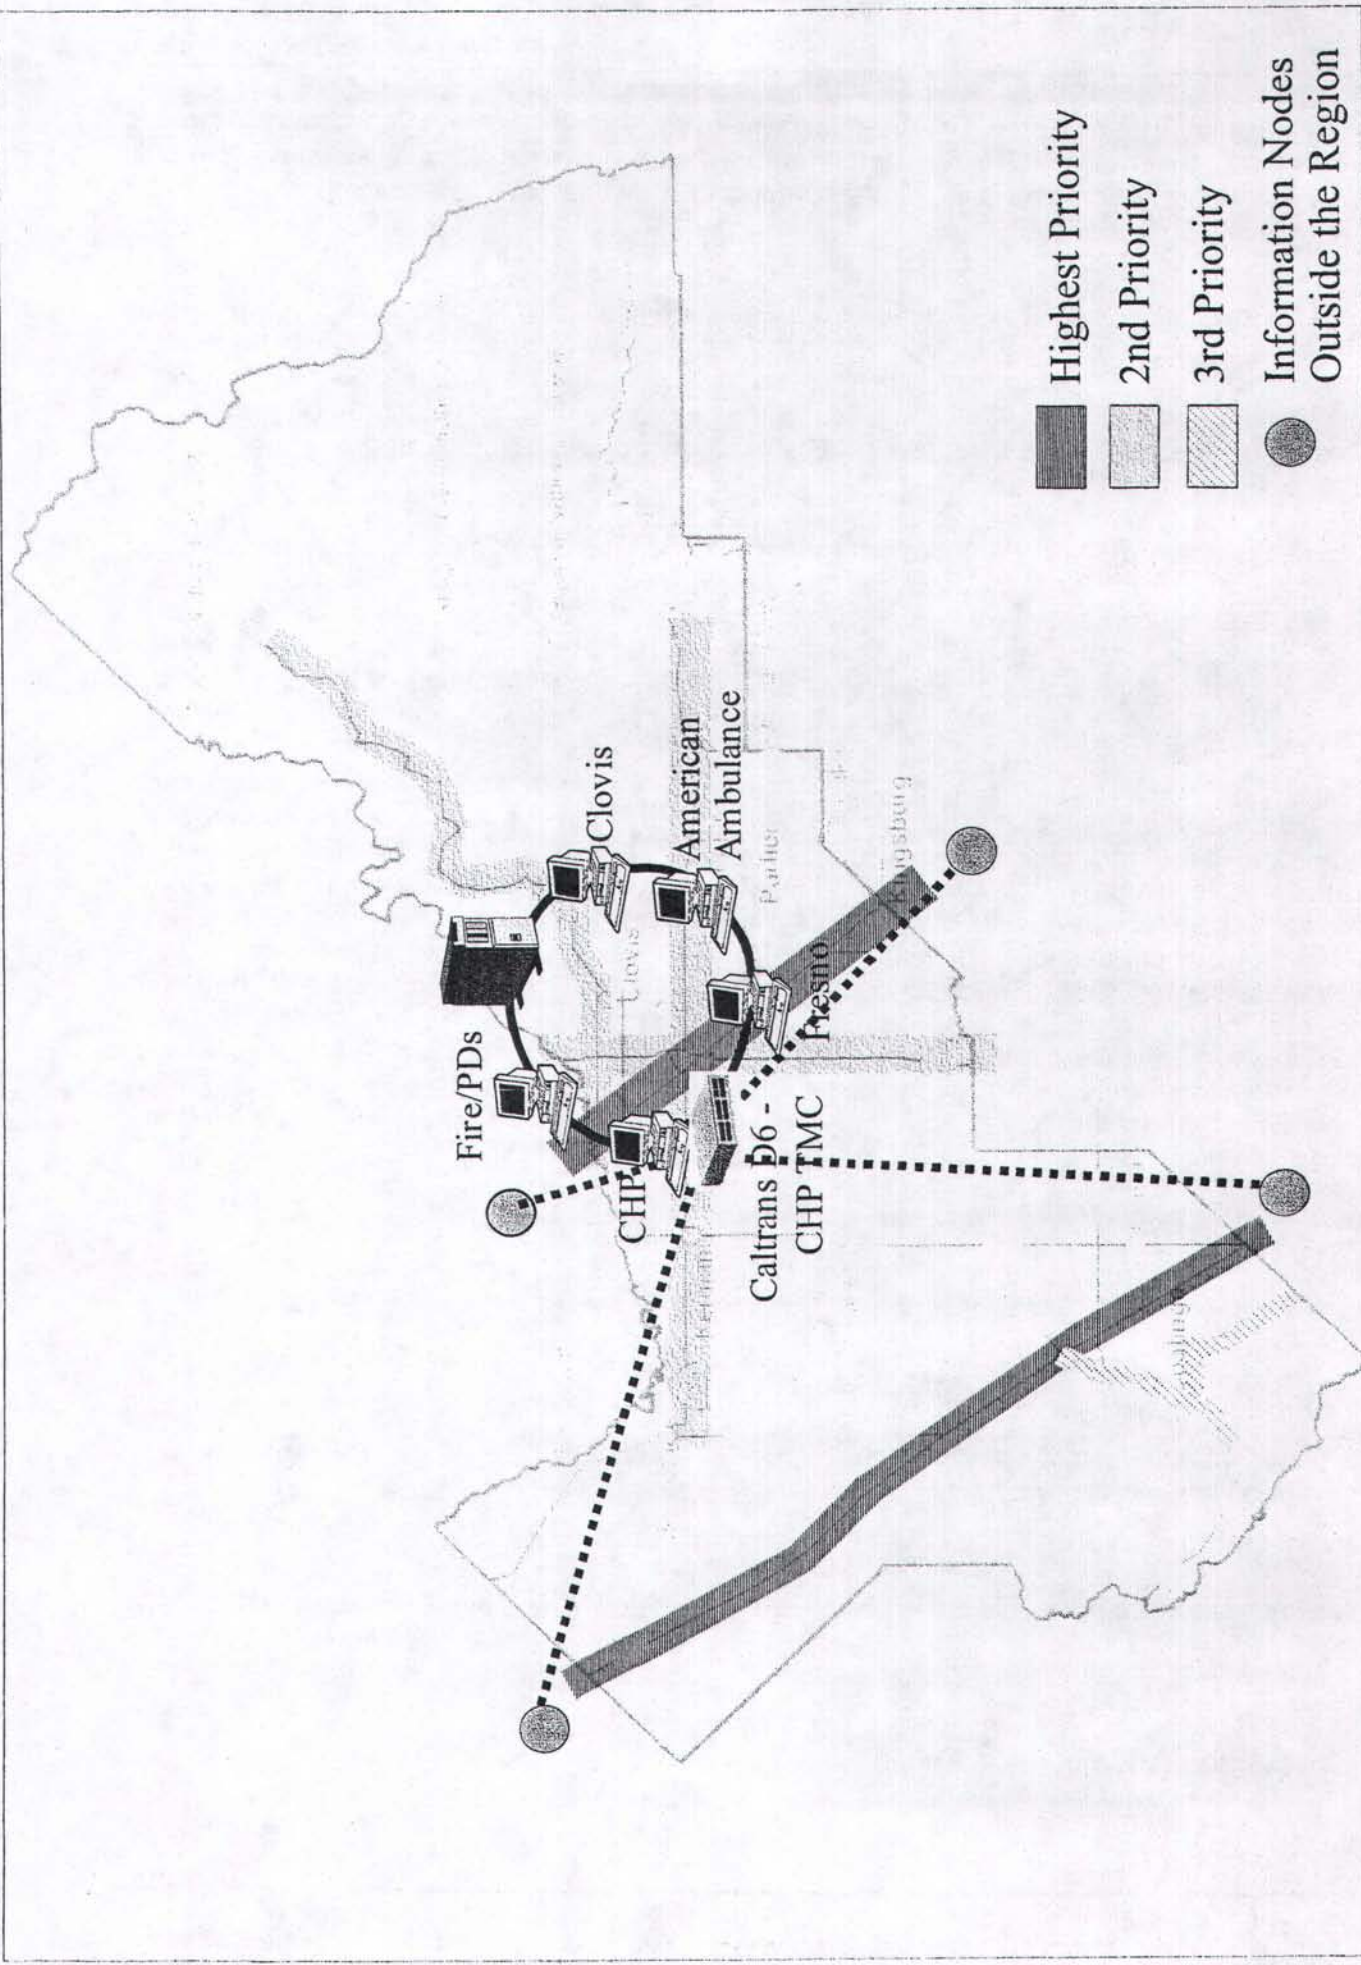 Fire/PDs
Clovis
CHP
American
Ambulance
Clovis
Kerman
Fresno
Caltrans D6 -
CHP TMC
Kingsburg
Highest Priority
2nd Priority
3rd Priority
Information Nodes
Outside the Region